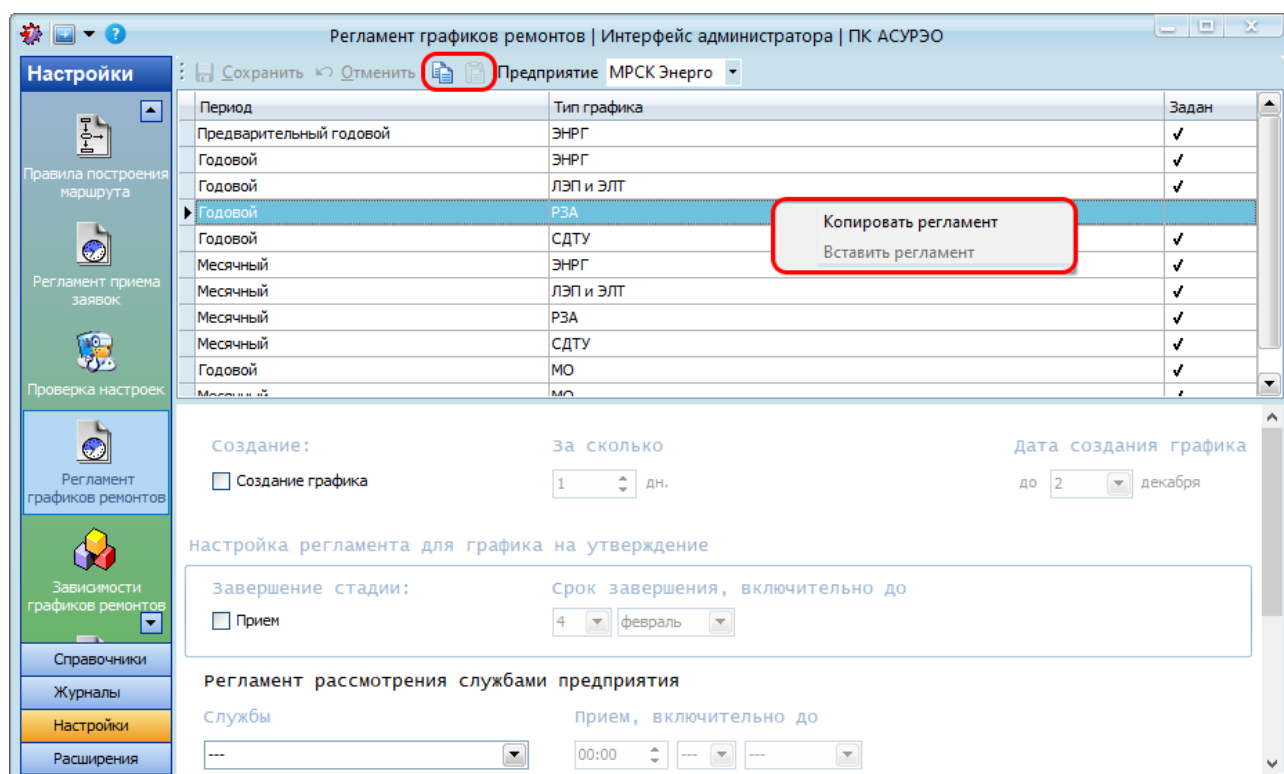 Регламент графиков ремонтов | Интерфейс администратора | ПК АСУРЭО
Настройки
Сохранить Отменить Предприятие МРСК Энерго
Правила построения маршрута
Регламент приема заявок
Проверка настроек
Регламент графиков ремонтов
Зависимости графиков ремонтов
Справочники
Журналы
Настройки
Расширения
Период Тип графика Задан
Предварительный годовой ЭНРГ
Годовой ЭНРГ
Годовой ЛЭП и ЭЛТ
Годовой РЗА
Годовой СДТУ
Месячный ЭНРГ
Месячный ЛЭП и ЭЛТ
Месячный РЗА
Месячный СДТУ
Годовой МО
Месячный МО
Копировать регламент
Вставить регламент
Создание: За сколько Дата создания графика
Создание графика 1 дн. до 2 декабря
Настройка регламента для графика на утверждение
Завершение стадии: Срок завершения, включительно до
Прием 4 февраль
Регламент рассмотрения службами предприятия
Службы Прием, включительно до
--- 00:00 --- ---